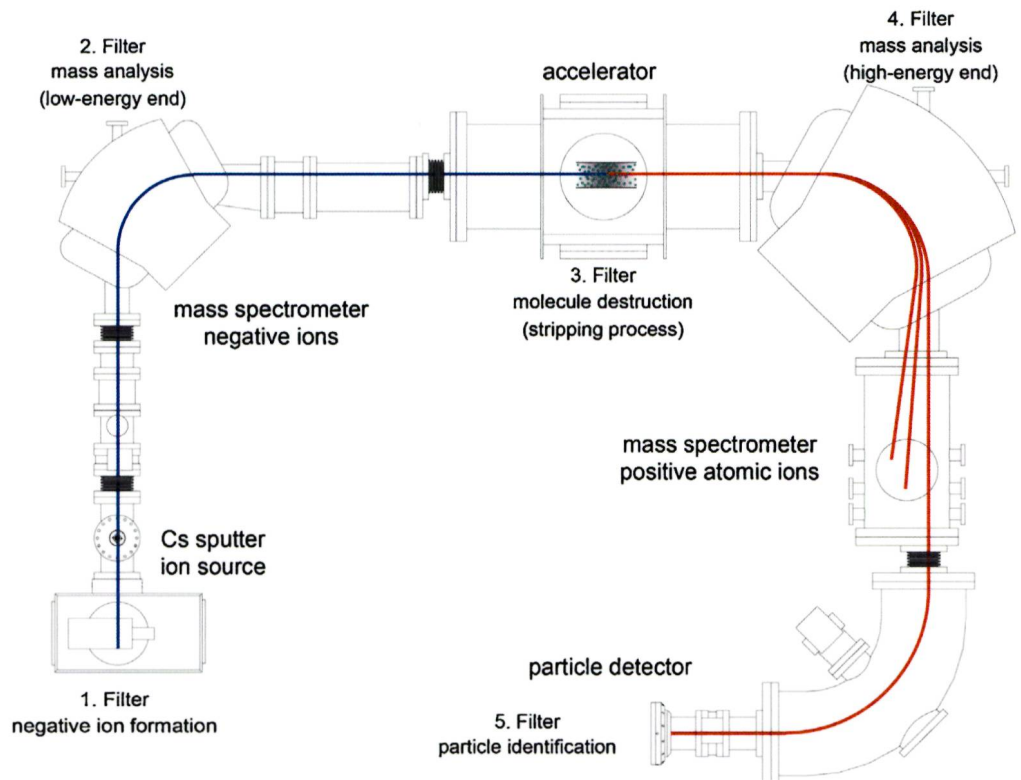 2. Filter
mass analysis
(low-energy end)
accelerator
4. Filter
mass analysis
(high-energy end)
3. Filter
molecule destruction
(stripping process)
mass spectrometer
negative ions
mass spectrometer
positive atomic ions
Cs sputter
ion source
1. Filter
negative ion formation
particle detector
5. Filter
particle identification